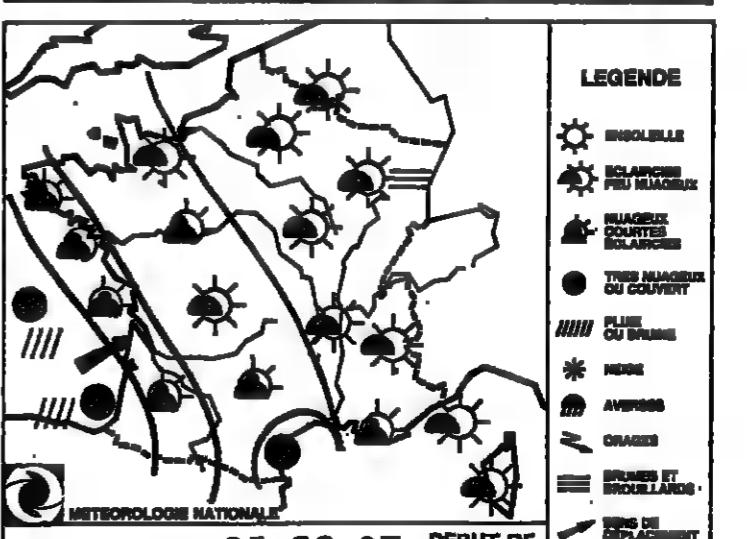 LEGENDE
ENSOLEILLE
ECLAIRCIES
PEU NUAGEUX
NUAGEUX
COURTES
ECLAIRCIES
TRES NUAGEUX
OU COUVERT
PLUIE
OU BRUINE
NEIGE
AVERSES
ORAGES
BRUMES ET
BROUILLARDS
SENS DE
DEPLACEMENT
METEOROLOGIE NATIONALE
DEBUT DE